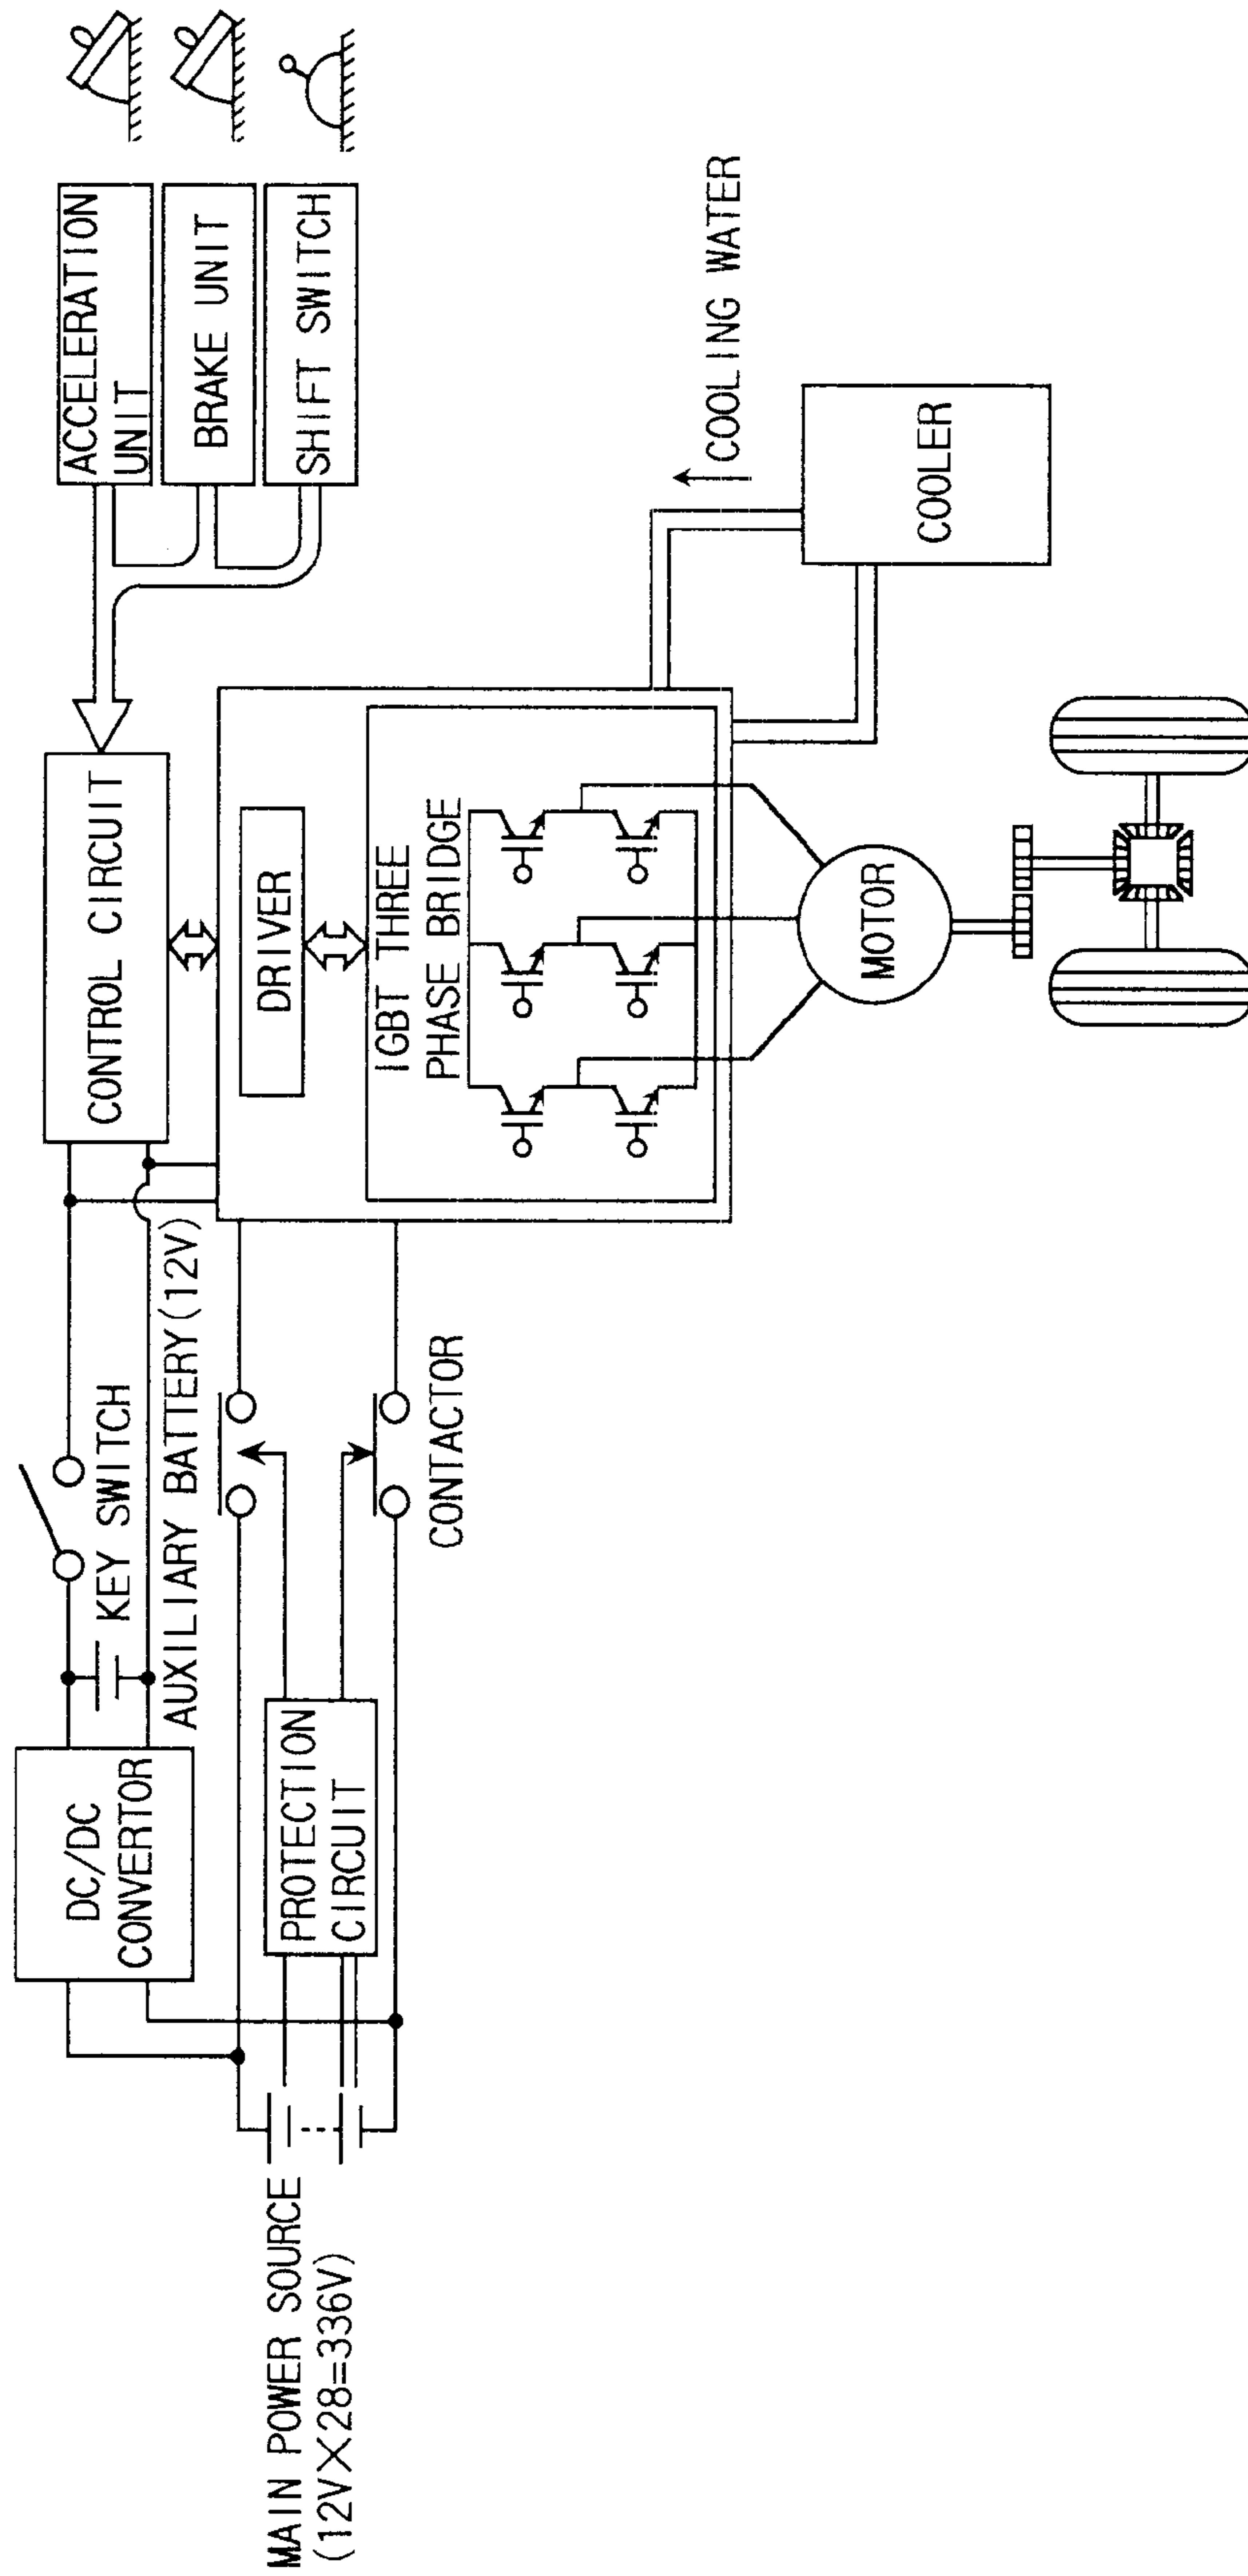 ACCELERATION
UNIT
BRAKE UNIT
SHIFT SWITCH
CONTROL CIRCUIT
COOLING WATER
COOLER
DRIVER
IGBT THREE
PHASE BRIDGE
MOTOR
KEY SWITCH
AUXILIARY BATTERY(12V)
CONTACTOR
DC/DC
CONVERTOR
PROTECTION
CIRCUIT
MAIN POWER SOURCE
(12V×28=336V)